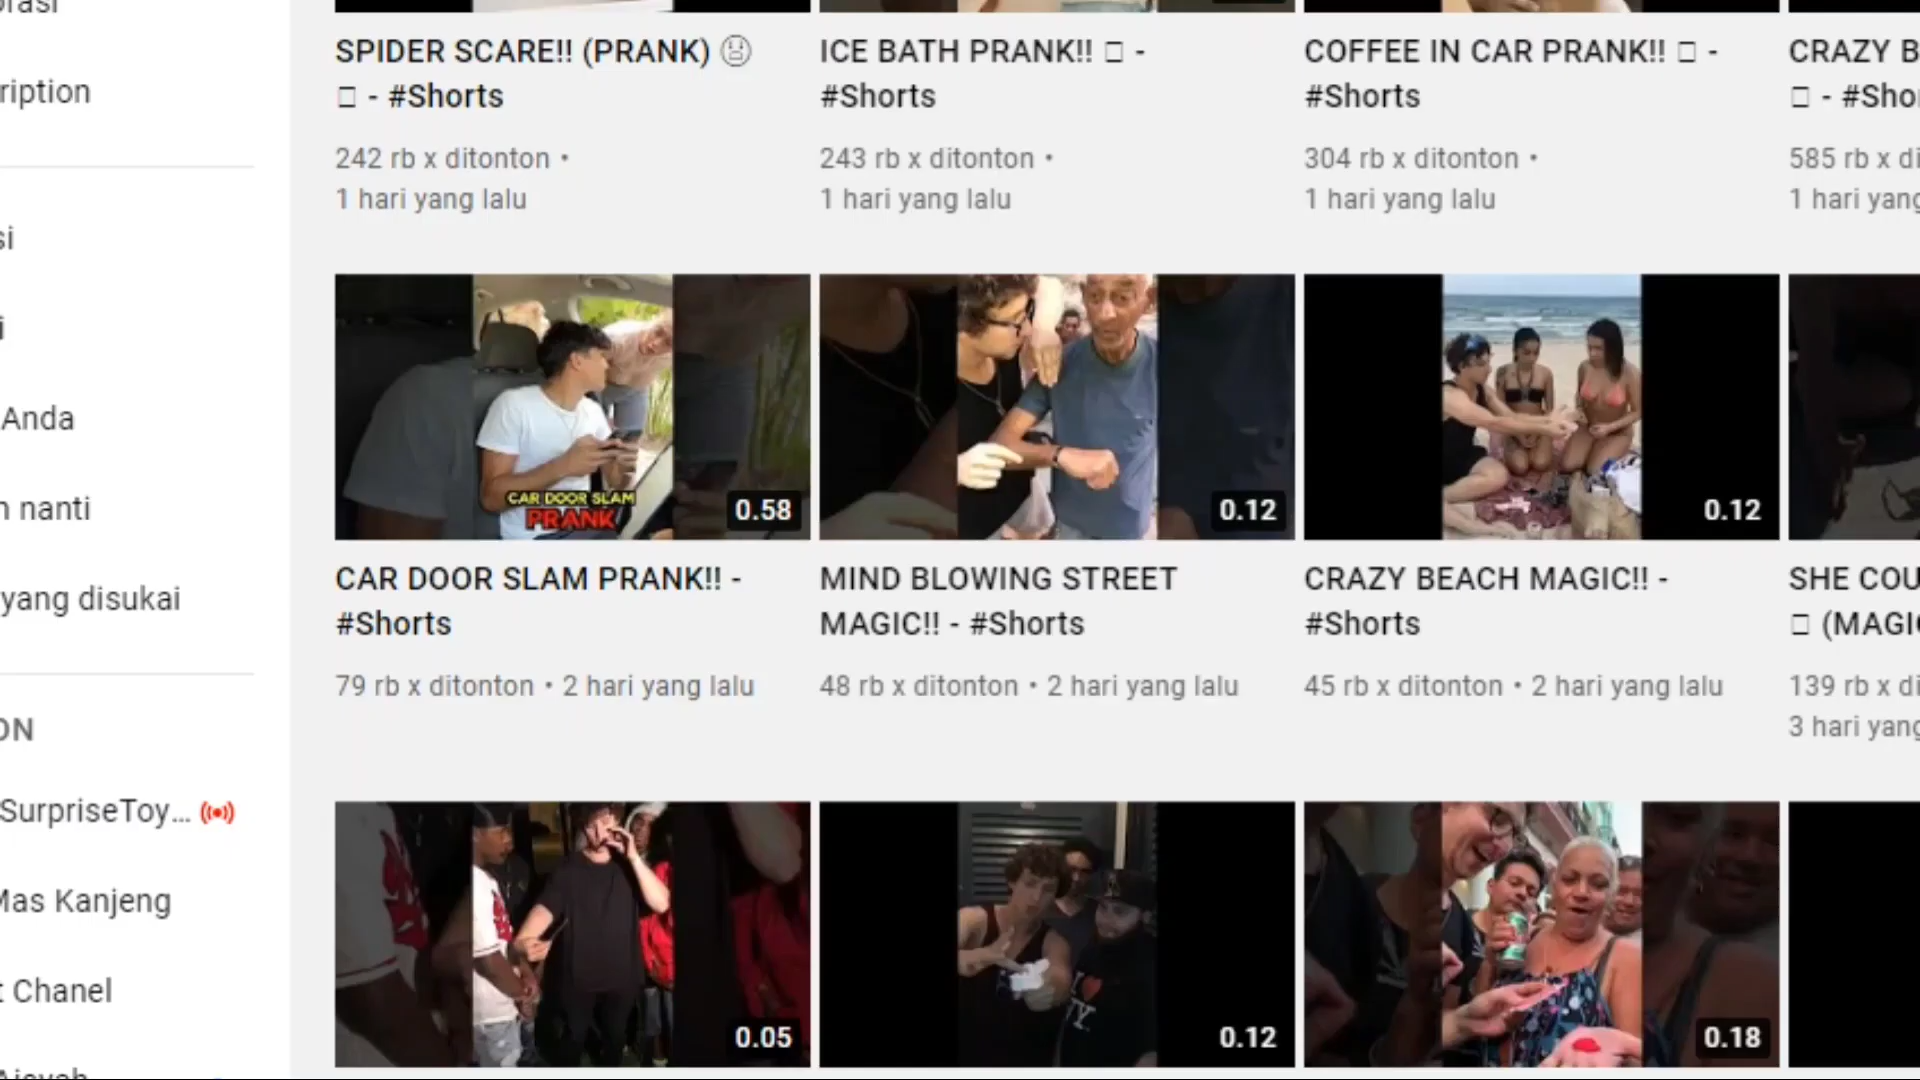 ription
si
i
Anda
n nanti
yang disukai
ON
SurpriseToy...
Mas Kanjeng
t Chanel
SPIDER SCARE!! (PRANK) 😟
□ - #Shorts
242 rb x ditonton •
1 hari yang lalu
ICE BATH PRANK!! □ -
#Shorts
243 rb x ditonton •
1 hari yang lalu
COFFEE IN CAR PRANK!! □ -
#Shorts
304 rb x ditonton •
1 hari yang lalu
CRAZY B
□ - #Shor
585 rb x di
1 hari yang
CAR DOOR SLAM
PRANK
0.58
CAR DOOR SLAM PRANK!! -
#Shorts
79 rb x ditonton • 2 hari yang lalu
0.12
MIND BLOWING STREET
MAGIC!! - #Shorts
48 rb x ditonton • 2 hari yang lalu
0.12
CRAZY BEACH MAGIC!! -
#Shorts
45 rb x ditonton • 2 hari yang lalu
SHE COU
□ (MAGIC
139 rb x di
3 hari yang
0.05
0.12
0.18